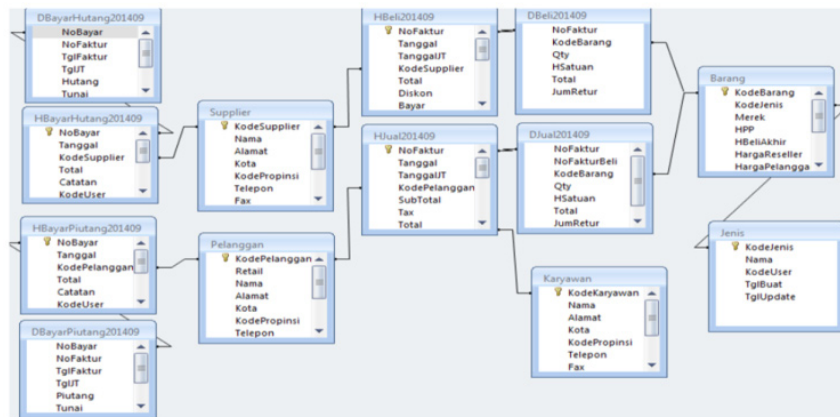 DBayarHutang201409
NoBayar
NoFaktur
TglFaktur
TglJT
Hutang
Tunai
HBayarHutang201409
NoBayar
Tanggal
KodeSupplier
Total
Catatan
KodeUser
HBayarPiutang201409
NoBayar
Tanggal
KodePelanggan
Total
Catatan
KodeUser
DBayarPiutang201409
NoBayar
NoFaktur
TglFaktur
TglJT
Piutang
Tunai
Supplier
KodeSupplier
Nama
Alamat
Kota
KodePropinsi
Telepon
Fax
Pelanggan
KodePelanggan
Retail
Nama
Alamat
Kota
KodePropinsi
Telepon
HBeli201409
NoFaktur
Tanggal
TanggalJT
KodeSupplier
Total
Diskon
Bayar
HJual201409
NoFaktur
Tanggal
TanggalJT
KodePelanggan
SubTotal
Tax
Total
DBeli201409
NoFaktur
KodeBarang
Qty
HSatuan
Total
JumRetur
DJual201409
NoFaktur
NoFakturBeli
KodeBarang
Qty
HSatuan
Total
JumRetur
Karyawan
KodeKaryawan
Nama
Alamat
Kota
KodePropinsi
Telepon
Fax
Barang
KodeBarang
KodeJenis
Merek
HPP
HBeliAkhir
HargaReseller
HargaPelangga
Jenis
KodeJenis
Nama
KodeUser
TglBuat
TglUpdate